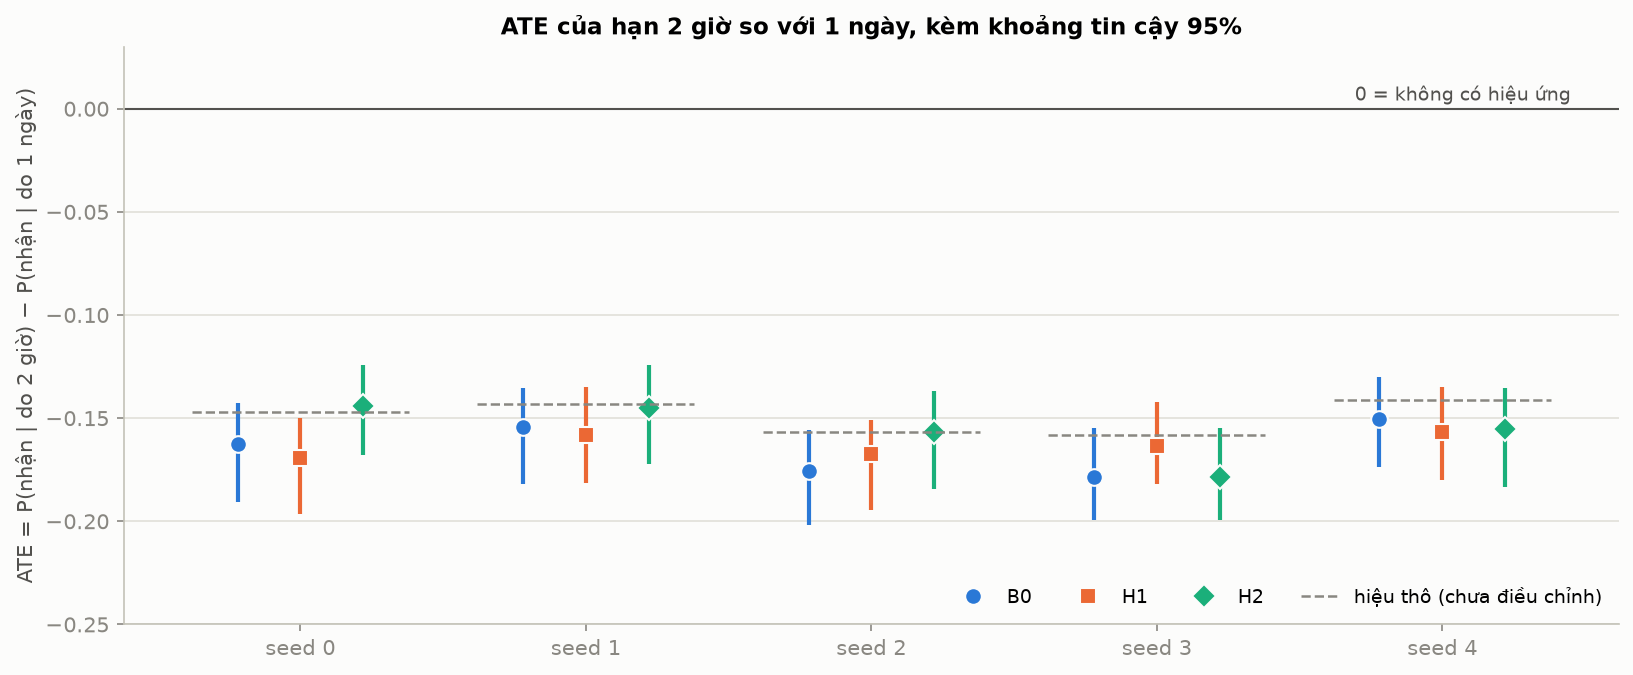 ATE của hạn 2 giờ so với 1 ngày, kèm khoảng tin cậy 95%
ATE = P(nhận | do 2 giờ) − P(nhận | do 1 ngày)
0 = không có hiệu ứng
0.00
−0.05
−0.10
−0.15
−0.20
−0.25
B0
H1
H2
hiệu thô (chưa điều chỉnh)
seed 0
seed 1
seed 2
seed 3
seed 4